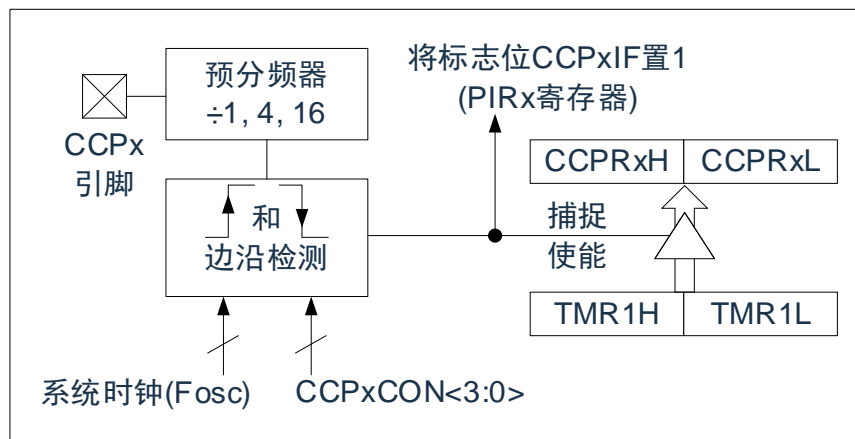 预分频器
÷1, 4, 16
将标志位CCPxIF置1
(PIRx寄存器)
CCPx
引脚
CCPRxH
CCPRxL
和
边沿检测
捕捉
使能
TMR1H
TMR1L
系统时钟(Fosc)
CCPxCON<3:0>